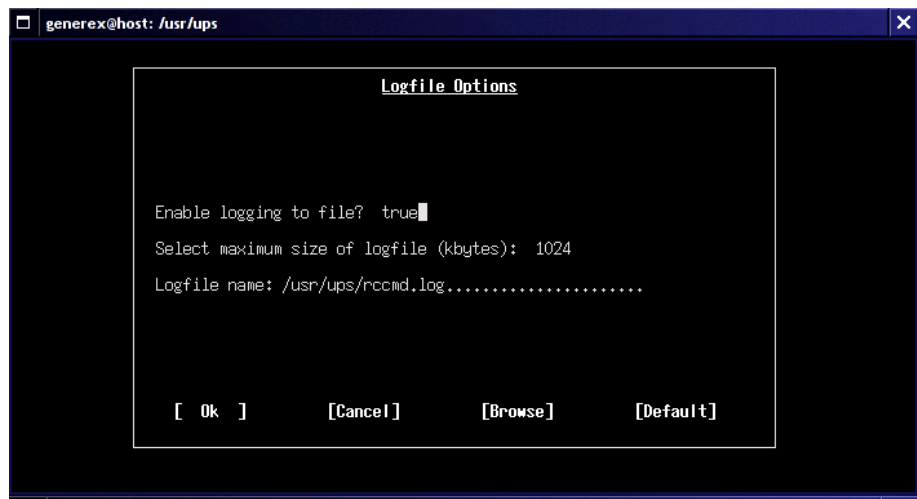 generex@host: /usr/ups
Logfile Options
Enable logging to file? true
Select maximum size of logfile (kbytes): 1024
Logfile name: /usr/ups/rccmd.log......................
[ Ok ] [Cancel] [Browse] [Default]